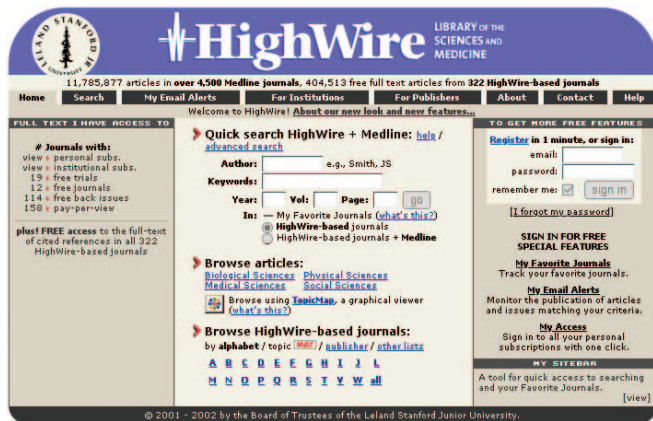 LELAND STANFORD JR
UNIVERSITY
HighWire
LIBRARY OF THE
SCIENCES AND
MEDICINE
11,785,877 articles in over 4,500 Medline journals, 404,513 free full text articles from 322 HighWire-based journals
Home Search My Email Alerts For Institutions For Publishers About Contact Help
Welcome to HighWire! About our new look and new features...
FULL TEXT I HAVE ACCESS TO
# Journals with:
view personal subs.
view institutional subs.
19 free trials
12 free journals
114 free back issues
158 pay-per-view
plus! FREE access to the full-text
of cited references in all 322
HighWire-based journals
Quick search HighWire + Medline: help /
advanced search
Author: e.g., Smith, JS
Keywords:
Year: Vol: Page: go
In: — My Favorite Journals (what's this?)
HighWire-based journals
HighWire-based journals + Medline
Browse articles:
Biological Sciences Physical Sciences
Medical Sciences Social Sciences
Browse using TopicMap, a graphical viewer
(what's this?)
Browse HighWire-based journals:
by alphabet / topic / publisher / other lists
A B C D E F G H I J L
M N O P Q R S T V W all
TO GET MORE FREE FEATURES
Register in 1 minute, or sign in:
email:
password:
remember me: sign in
[I forgot my password]
SIGN IN FOR FREE
SPECIAL FEATURES
My Favorite Journals
Track your favorite journals.
My Email Alerts
Monitor the publication of articles
and issues matching your criteria.
My Access
Sign in to all your personal
subscriptions with one click.
MY SITEBAR
A tool for quick access to searching
and your Favorite Journals.
[view]
© 2001 - 2002 by the Board of Trustees of the Leland Stanford Junior University.